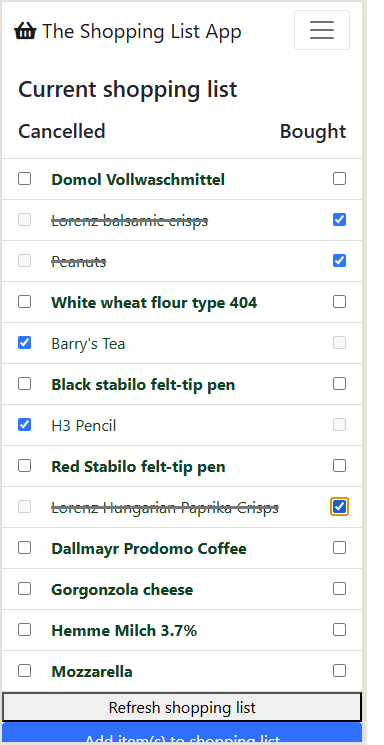 The Shopping List App
Current shopping list
Cancelled Bought
Domol Vollwaschmittel
Lorenz balsamic crisps
Peanuts
White wheat flour type 404
Barry's Tea
Black stabilo felt-tip pen
H3 Pencil
Red Stabilo felt-tip pen
Lorenz Hungarian Paprika Crisps
Dallmayr Prodomo Coffee
Gorgonzola cheese
Hemme Milch 3.7%
Mozzarella
Refresh shopping list
Add item(s) to shopping list